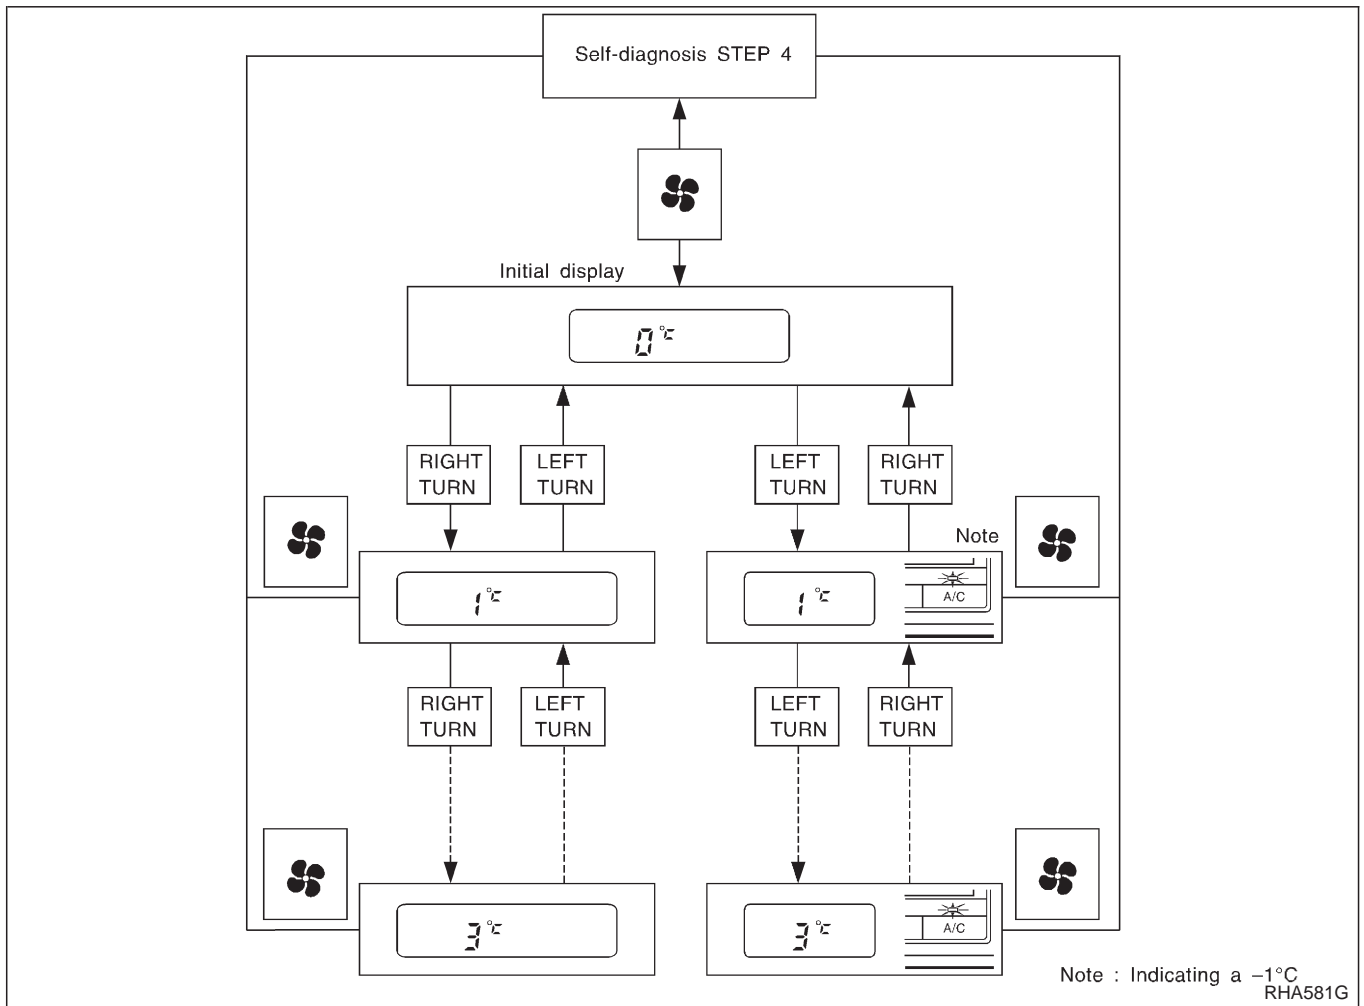 Self-diagnosis STEP 4
Initial display
0°C
RIGHT
TURN
LEFT
TURN
LEFT
TURN
RIGHT
TURN
Note
1°C
1°C
A/C
RIGHT
TURN
LEFT
TURN
LEFT
TURN
RIGHT
TURN
3°C
3°C
A/C
Note : Indicating a –1°C
RHA581G